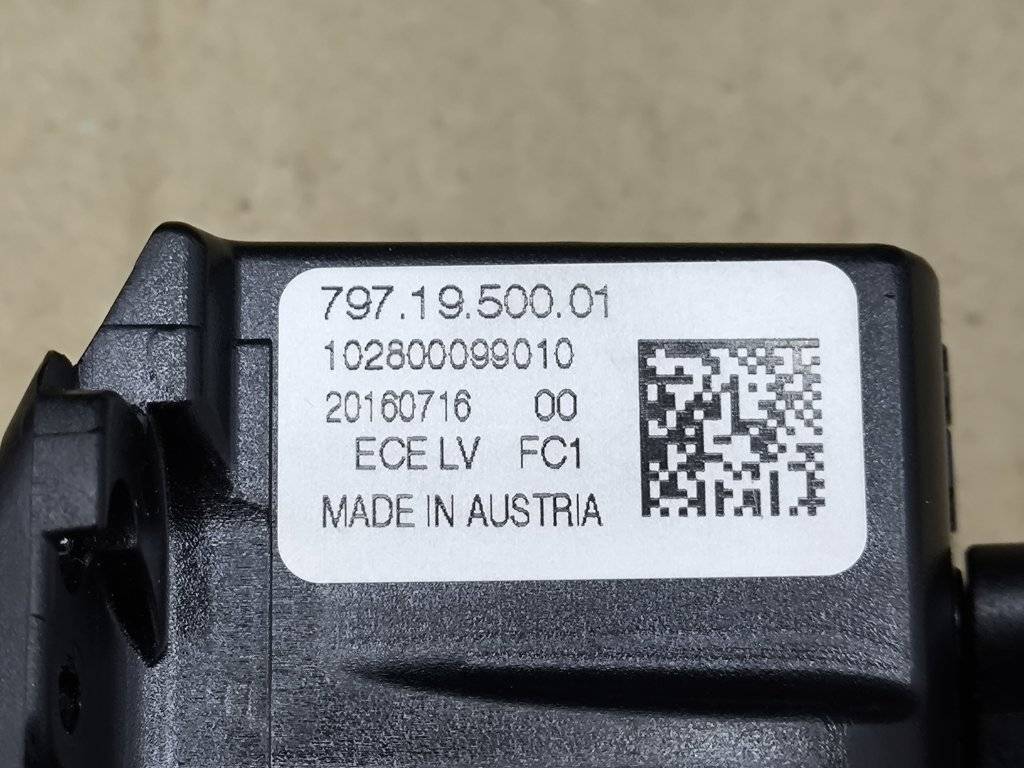 797.19.500.01
102800099010
20160716 00
ECE LV FC1
MADE IN AUSTRIA